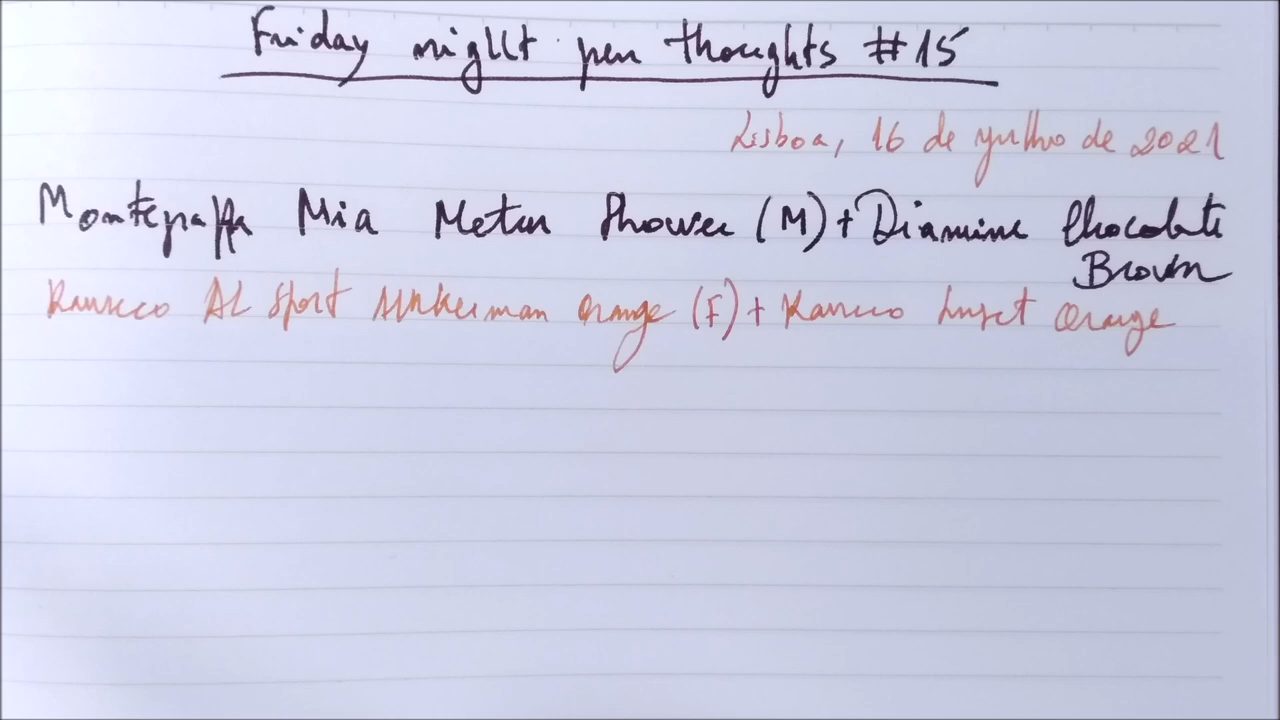 Friday night pen thoughts #15
Lisboa, 16 de julho de 2021
Montegrappa Mia Meteor Shower (M) + Diamine Chocolate
Brown
Kaweco AL Sport Akkerman Orange (F) + Kaweco Sunset Orange